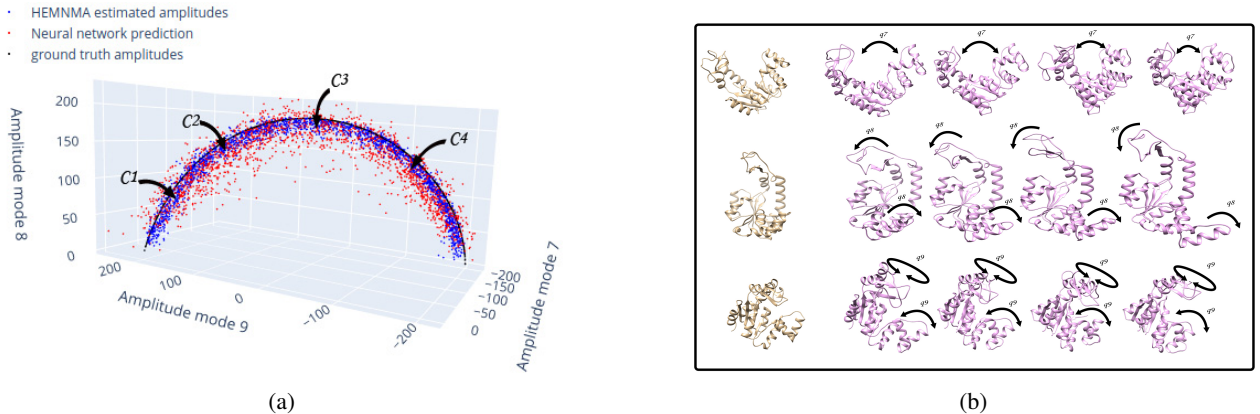 HEMNMA estimated amplitudes
Neural network prediction
ground truth amplitudes
C1
C2
C3
C4
Amplitude mode 8
200
150
100
50
0
200
100
0
−100
−200
Amplitude mode 9
−200
−150
−100
−50
0
Amplitude mode 7
(a)
q7 q7 q7 q7
q8 q8 q8 q8
q8 q8 q8 q8
q9 q9 q9 q9
q9 q9 q9 q9
(b)